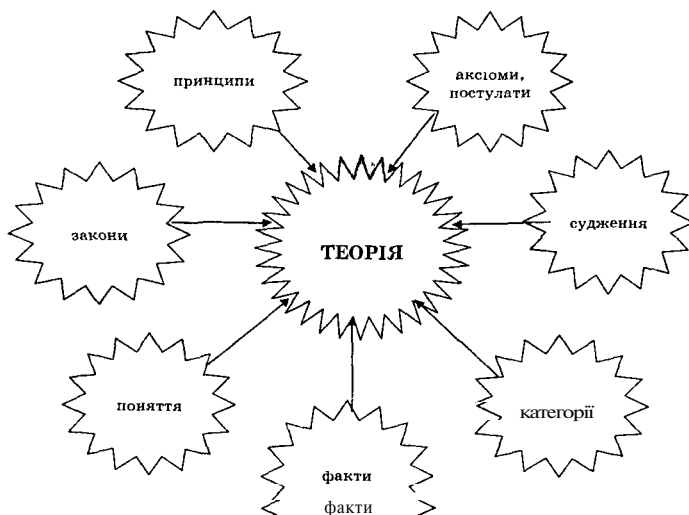 принципи
аксіоми,
постулати
закони
ТЕОРІЯ
судження
поняття
категорії
факти
факти